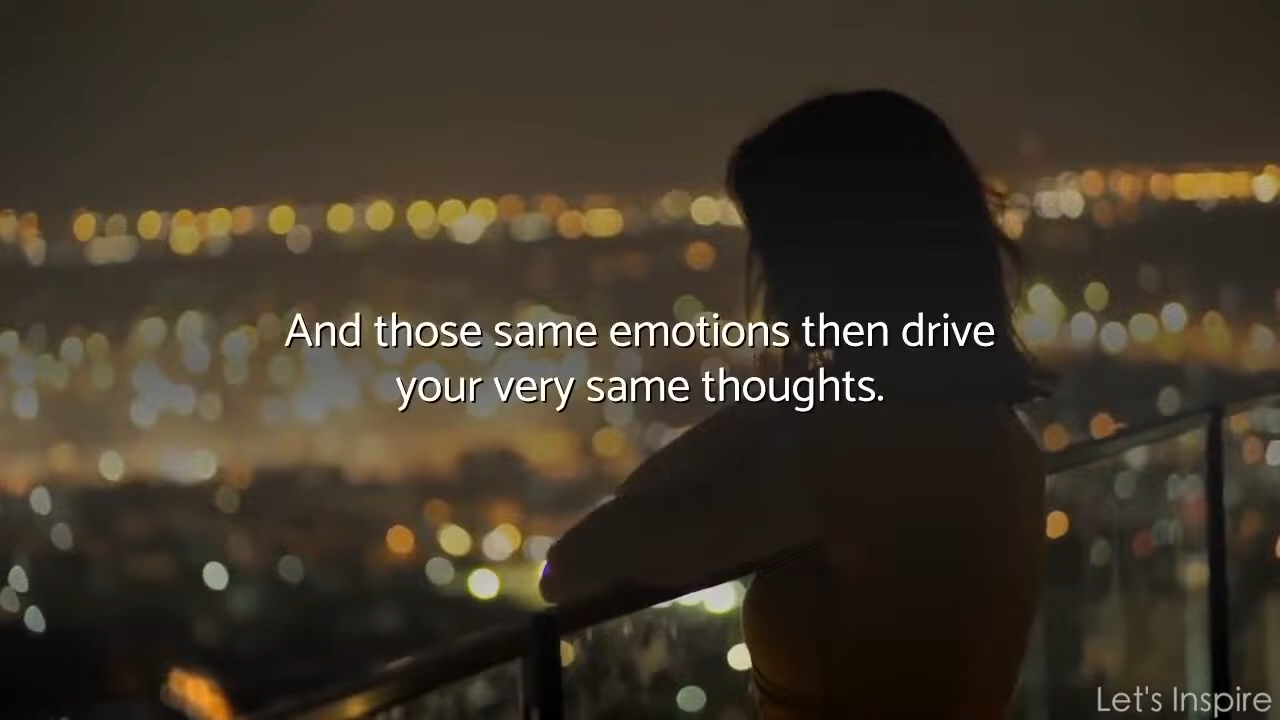 And those same emotions then drive
your very same thoughts.
Let's Inspire